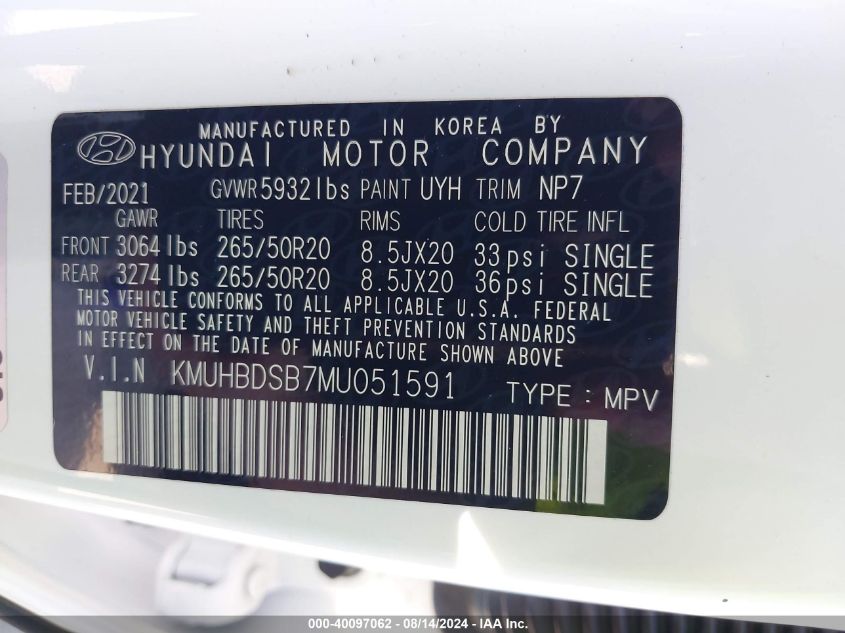 MANUFACTURED IN KOREA BY
HYUNDAI MOTOR COMPANY
FEB/2021 GVWR 5932lbs PAINT UYH TRIM NP7
GAWR TIRES RIMS COLD TIRE INFL
FRONT 3064lbs 265/50R20 8.5JX20 33psi SINGLE
REAR 3274lbs 265/50R20 8.5JX20 36psi SINGLE
THIS VEHICLE CONFORMS TO ALL APPLICABLE U.S.A. FEDERAL
MOTOR VEHICLE SAFETY AND THEFT PREVENTION STANDARDS
IN EFFECT ON THE DATE OF MANUFACTURE SHOWN ABOVE
V.I.N KMUHBDSB7MU051591 TYPE : MPV
000-40097062 - 08/14/2024 - IAA Inc.